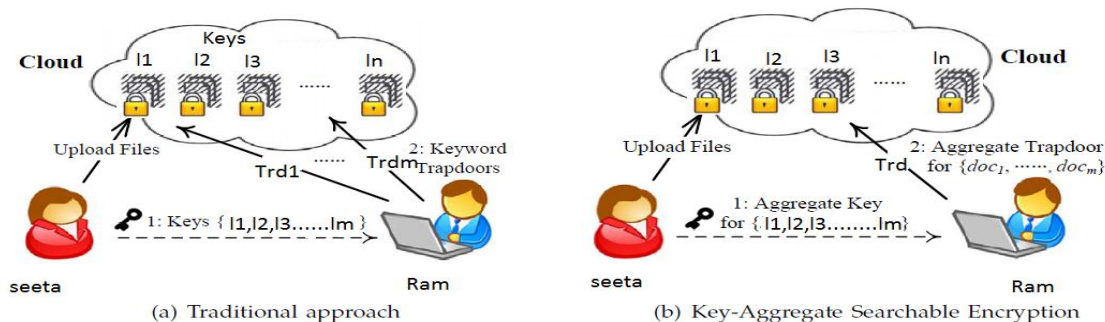 Keys
Cloud
l1 l2 l3 ...... ln
Upload Files
Trd1
......
Trdm
2: Keyword
Trapdoors
1: Keys { l1,l2,l3......lm }
seeta
Ram
(a) Traditional approach
l1 l2 l3 ...... ln
Cloud
Upload Files
Trd
2: Aggregate Trapdoor
for {doc1, ......, docm}
1: Aggregate Key
for {l1,l2,l3........lm}
seeta
Ram
(b) Key-Aggregate Searchable Encryption